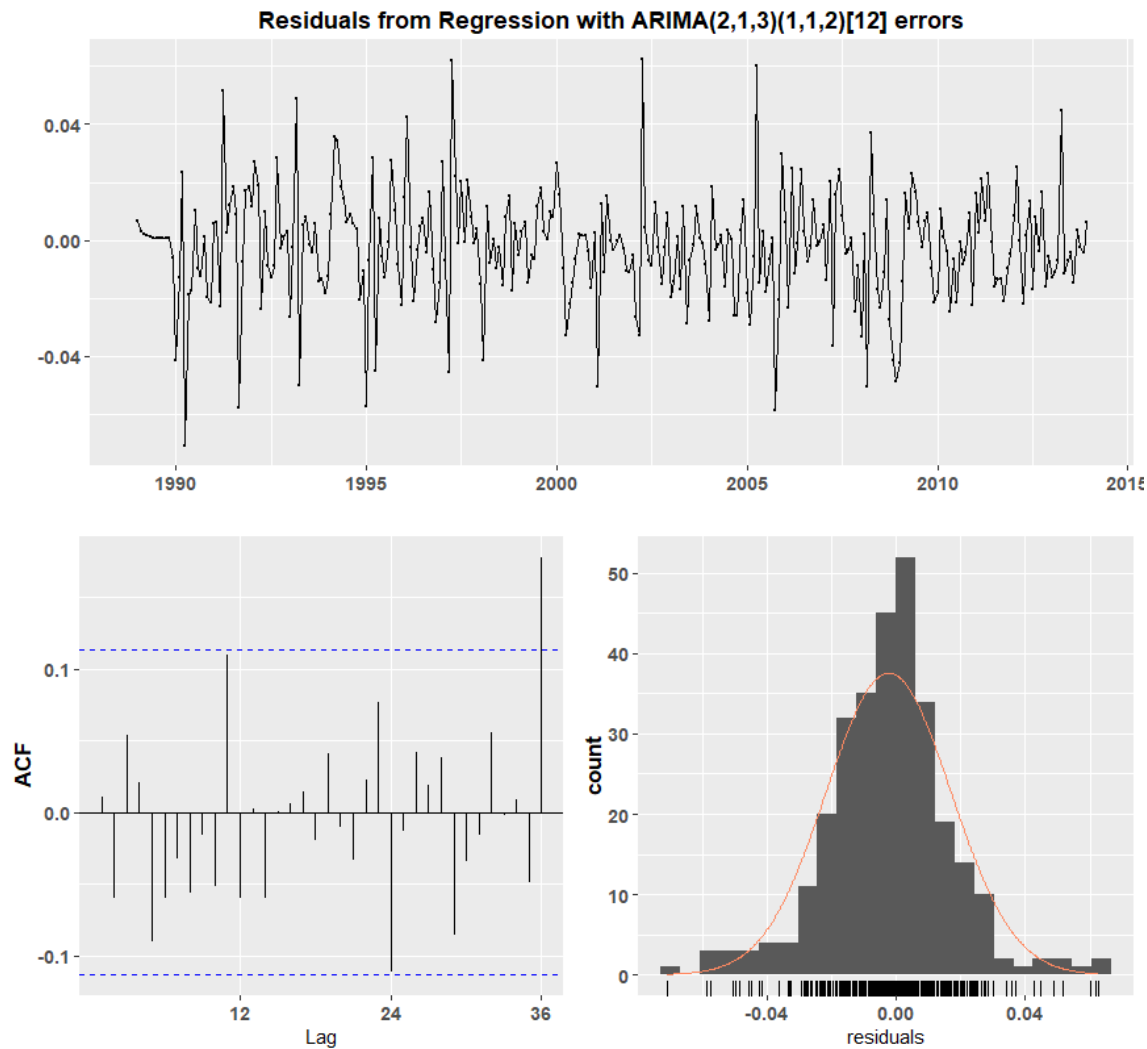 Residuals from Regression with ARIMA(2,1,3)(1,1,2)[12] errors
0.04
0.00
-0.04
1990 1995 2000 2005 2010 2015
ACF
0.1
0.0
-0.1
12 24 36
Lag
count
50
40
30
20
10
0
-0.04 0.00 0.04
residuals